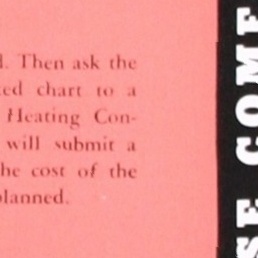 l. Then ask the
ed chart to a
Heating Con-
will submit a
he cost of the
planned.
SE COMF